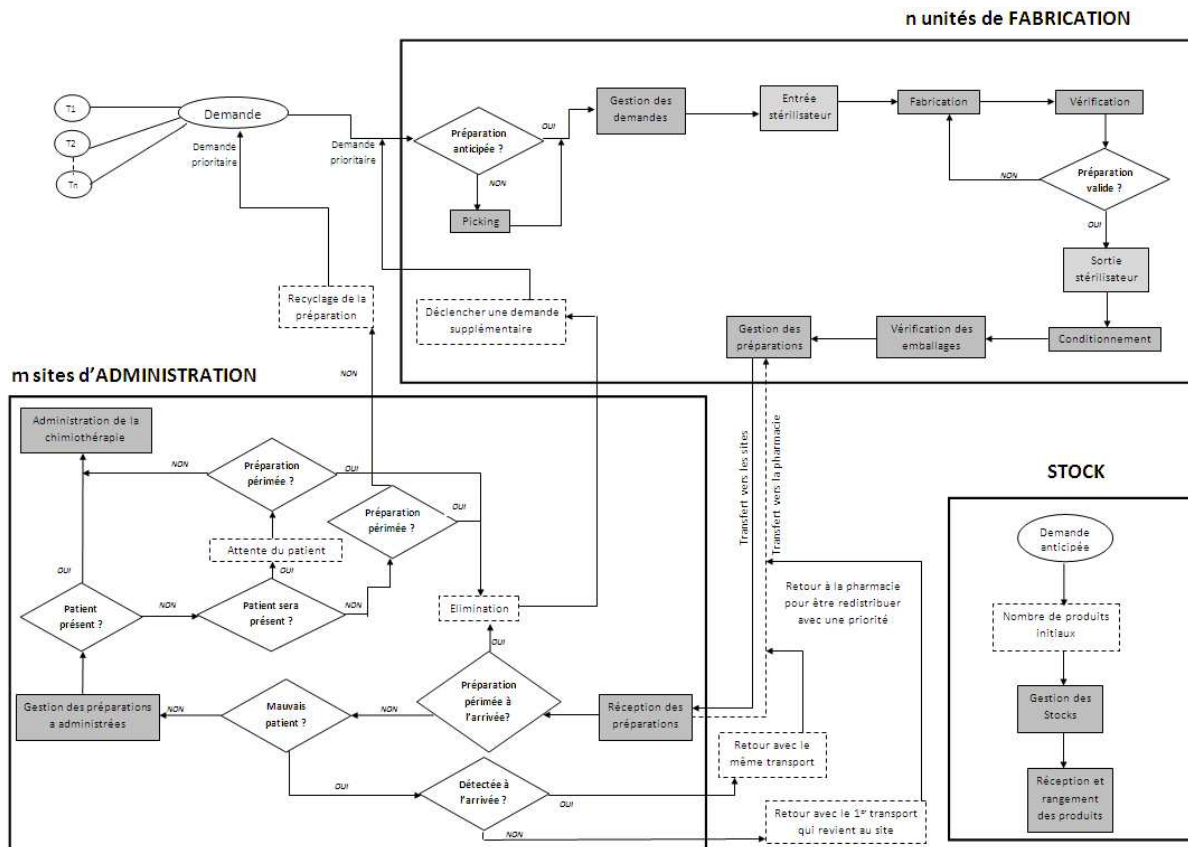 n unités de FABRICATION
T1
T2
Tn
Demande
Demande
prioritaire
Demande
prioritaire
Préparation
anticipée ?
OUI
NON
Picking
Gestion des
demandes
Entrée
stérilisateur
Fabrication
Vérification
NON
Préparation
valide ?
OUI
Sortie
stérilisateur
Conditionnement
Vérification des
emballages
Gestion des
préparations
Recyclage de la
préparation
Déclencher une demande
supplémentaire
m sites d'ADMINISTRATION
NON
Administration de la
chimiothérapie
NON
Préparation
périmée ?
OUI
Préparation
périmée ?
OUI
Attente du patient
OUI
OUI
Patient
présent ?
NON
Patient sera
présent ?
NON
Elimination
OUI
Gestion des préparations
a administrées
NON
Mauvais
patient ?
NON
Préparation
périmée à
l'arrivée?
Réception des
préparations
OUI
Détectée à
l'arrivée ?
OUI
NON
Transfert vers les sites
Transfert vers la pharmacie
Retour à la pharmacie
pour être redistribuer
avec une priorité
Retour avec le
même transport
Retour avec le 1er transport
qui revient au site
STOCK
Demande
anticipée
Nombre de produits
initiaux
Gestion des
Stocks
Réception et
rangement
des produits